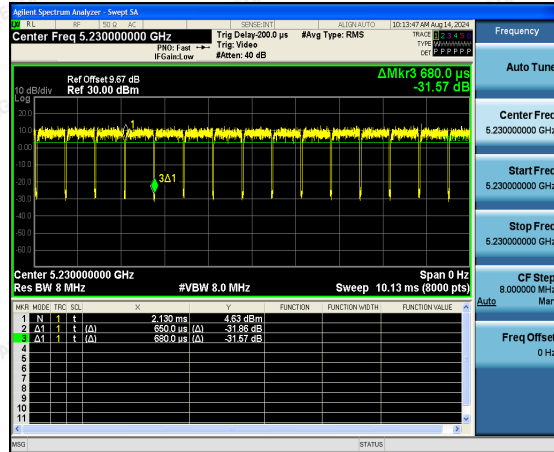 Agilent Spectrum Analyzer - Swept SA
RL RF 50 Ω AC SENSE:INT ALIGN AUTO 10:13:47 AM Aug 14, 2024
Center Freq 5.230000000 GHz Trig Delay-200.0 µs #Avg Type: RMS TRACE 1 2 3 4 5 6
PNO: Fast Trig: Video TYPE
IFGain:Low #Atten: 40 dB DET P P P P P P
Ref Offset 9.67 dB ΔMkr3 680.0 µs
10 dB/div Ref 30.00 dBm -31.57 dB
Log
20.0
10.0
0.00
-10.0
-20.0
-30.0
-40.0
-50.0
-60.0
1
3Δ1
Center 5.230000000 GHz Span 0 Hz
Res BW 8 MHz #VBW 8.0 MHz Sweep 10.13 ms (8000 pts)
MKR MODE TRC SCL X Y FUNCTION FUNCTION WIDTH FUNCTION VALUE
1 N 1 t 2.130 ms 4.63 dBm
2 Δ1 1 t (Δ) 650.0 µs (Δ) -31.86 dB
3 Δ1 1 t (Δ) 680.0 µs (Δ) -31.57 dB
4
5
6
7
8
9
10
11
MSG STATUS
Frequency
Auto Tune
Center Freq
5.230000000 GHz
Start Freq
5.230000000 GHz
Stop Freq
5.230000000 GHz
CF Step
8.000000 MHz
Auto Man
Freq Offset
0 Hz